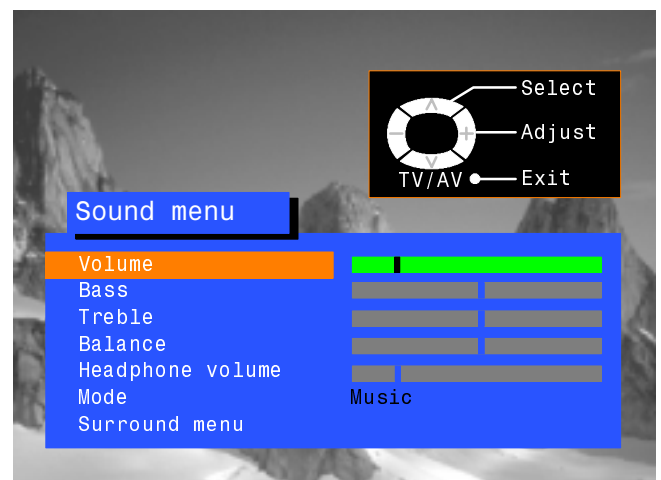 Select
Adjust
TV/AV Exit
Sound menu
Volume
Bass
Treble
Balance
Headphone volume
Mode Music
Surround menu